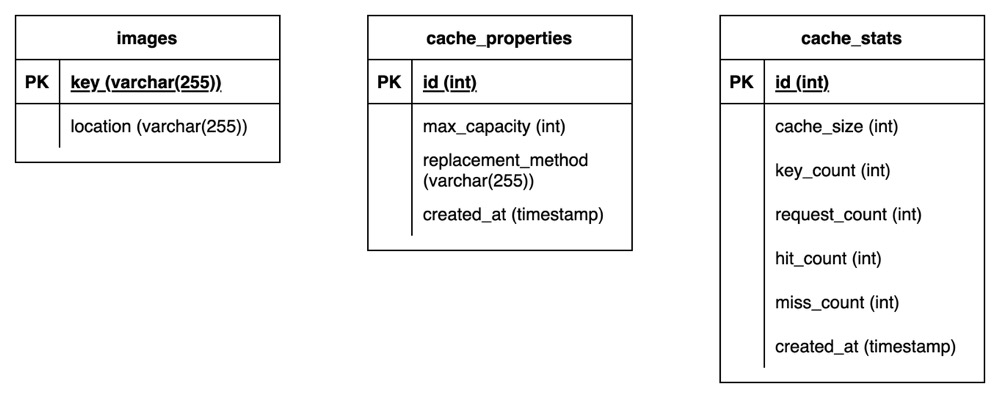 images
PK key (varchar(255))
location (varchar(255))
cache_properties
PK id (int)
max_capacity (int)
replacement_method
(varchar(255))
created_at (timestamp)
cache_stats
PK id (int)
cache_size (int)
key_count (int)
request_count (int)
hit_count (int)
miss_count (int)
created_at (timestamp)